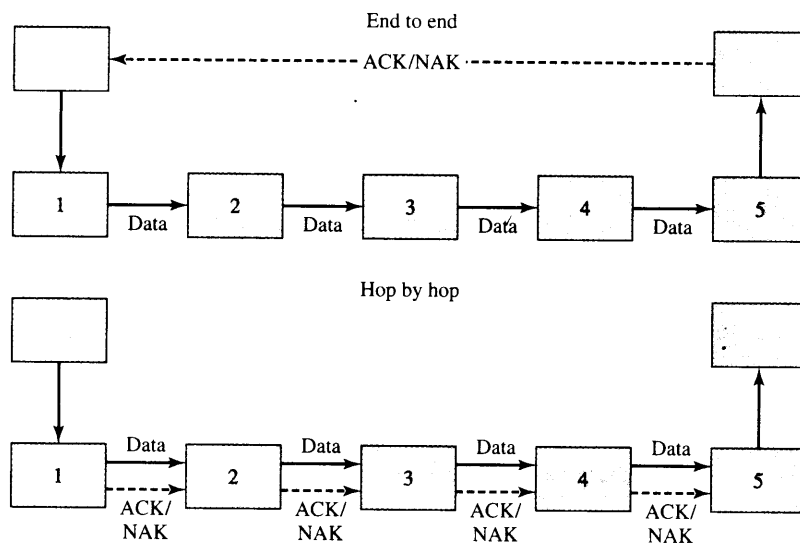 End to end
ACK/NAK
1
2
3
4
5
Data
Data
Data
Data
Hop by hop
Data
Data
Data
Data
1
2
3
4
5
ACK/
NAK
ACK/
NAK
ACK/
NAK
ACK/
NAK